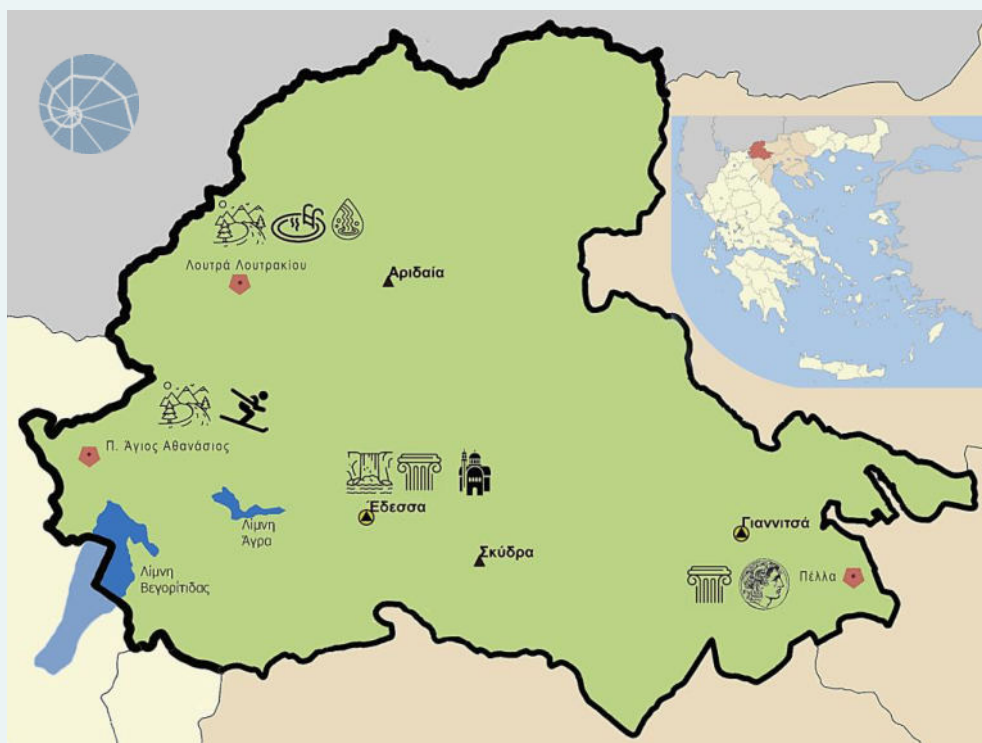 Λουτρά Λουτρακίου
Αριδαία
Π. Άγιος Αθανάσιος
Έδεσσα
Λίμνη
Άγρα
Γιαννιτσά
Σκύδρα
Λίμνη
Βεγορίτιδας
Πέλλα